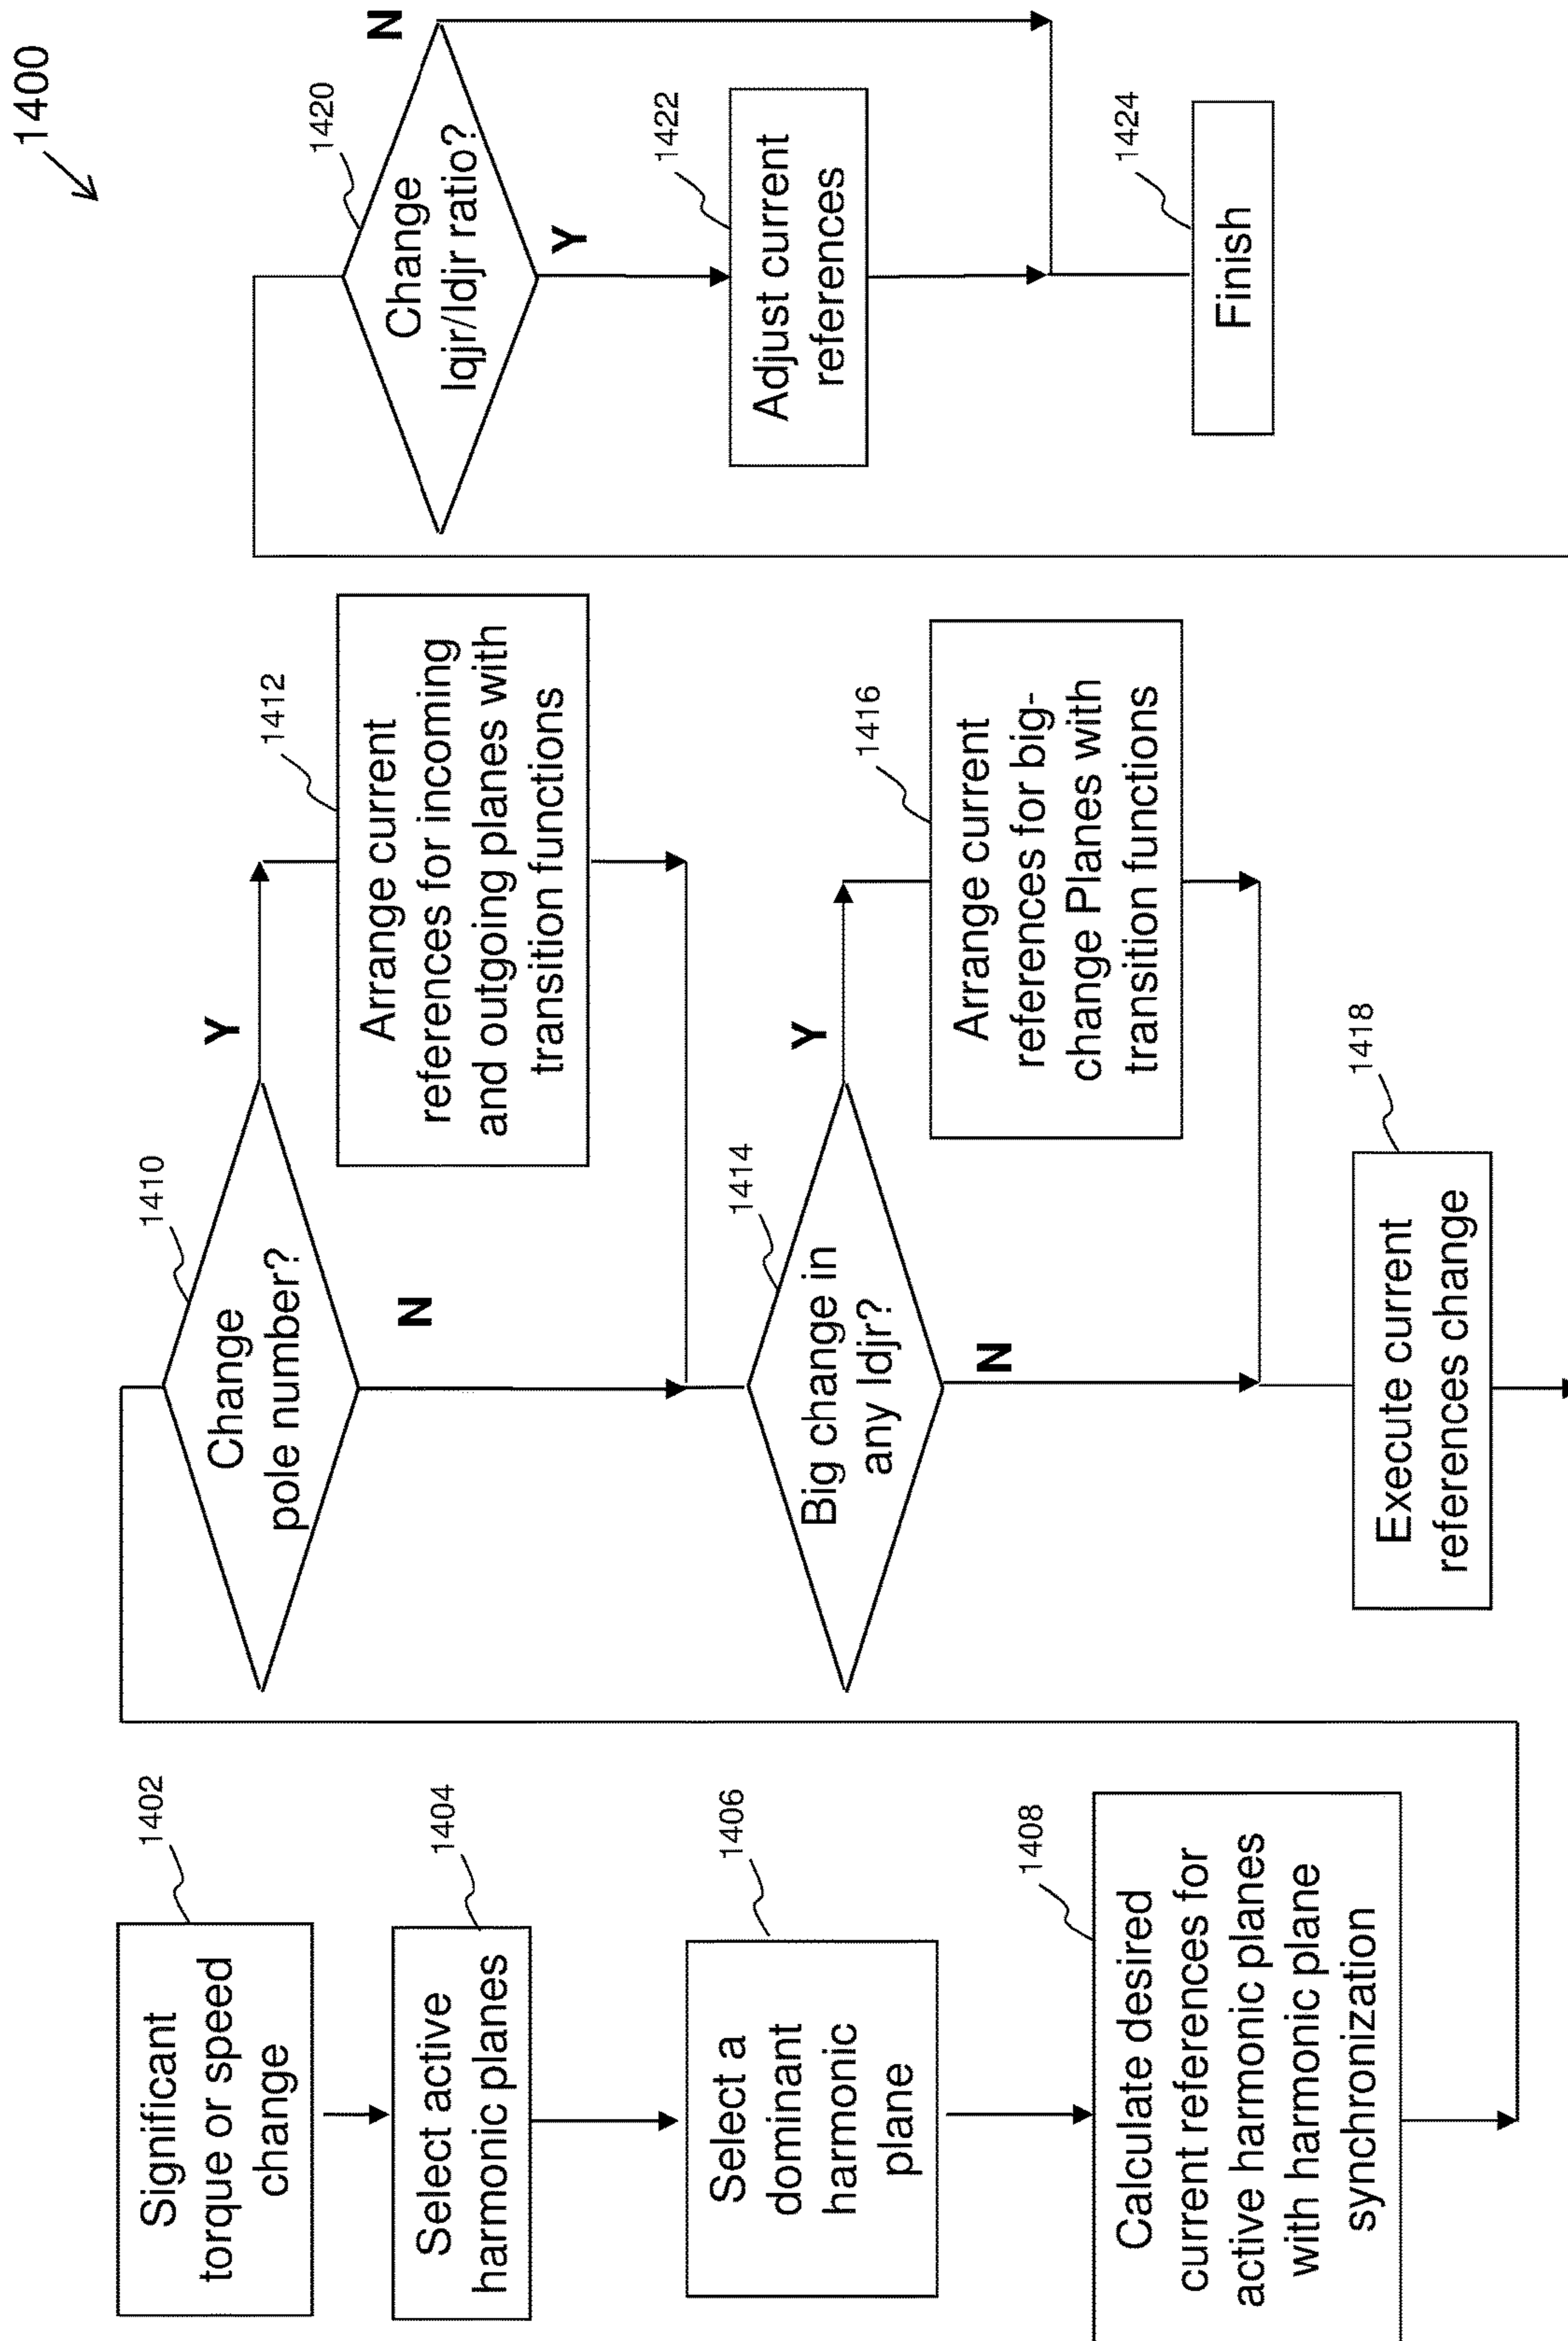 1400
1402
Significant
torque or speed
change
1404
Select active
harmonic planes
1406
Select a
dominant
harmonic
plane
1408
Calculate desired
current references for
active harmonic planes
with harmonic plane
synchronization
1410
Change
pole number?
Y
N
1412
Arrange current
references for incoming
and outgoing planes with
transition functions
1414
Big change in
any Idjr?
Y
N
1416
Arrange current
references for big-
change Planes with
transition functions
1418
Execute current
references change
1420
Change
Iqjr/Idjr ratio?
N
Y
1422
Adjust current
references
1424
Finish